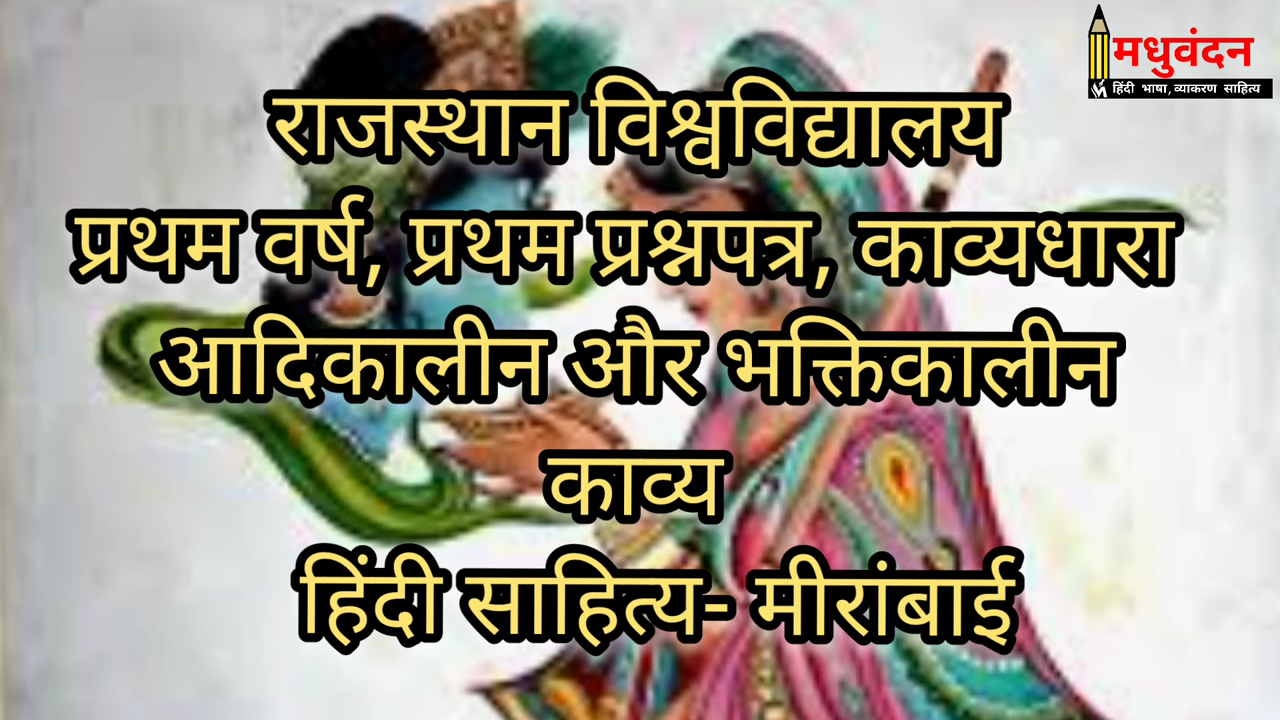 मधुवंदन
हिंदी भाषा, व्याकरण साहित्य
राजस्थान विश्वविद्यालय
प्रथम वर्ष, प्रथम प्रश्नपत्र, काव्यधारा
आदिकालीन और भक्तिकालीन
काव्य
हिंदी साहित्य- मीरांबाई